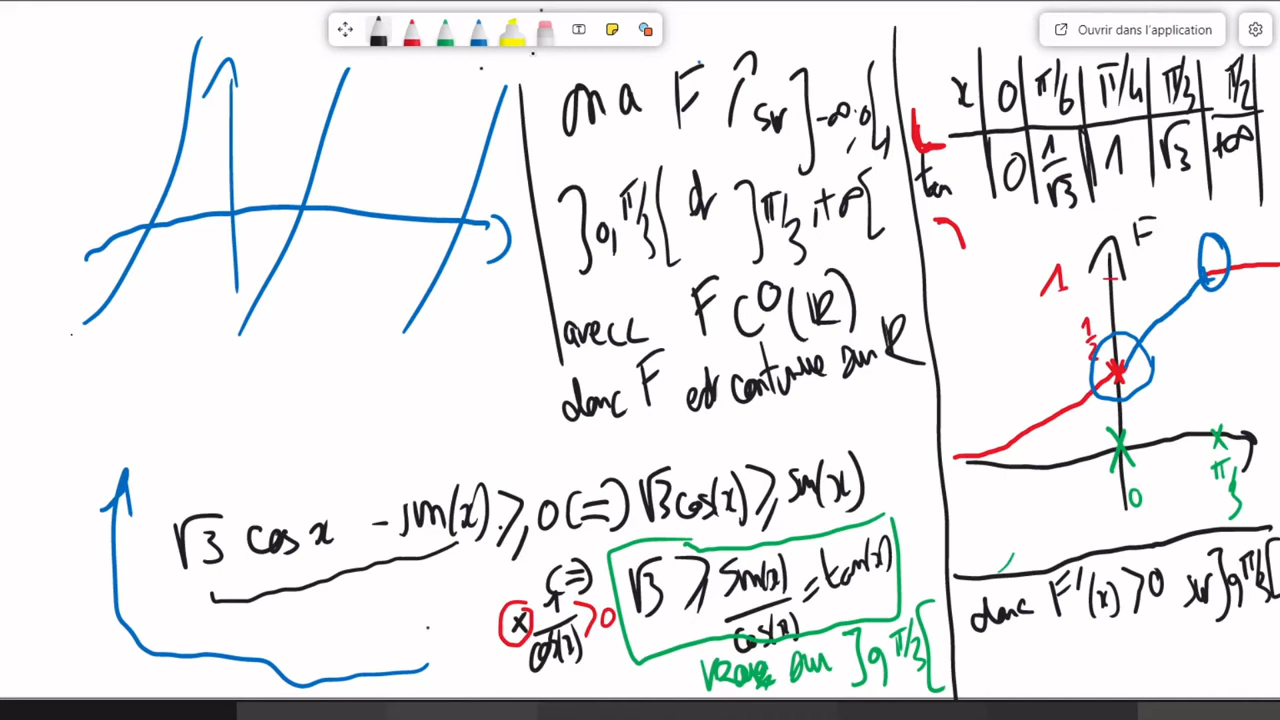 Ouvrir dans l'application
on a F ↑ sur ]-∞,0[,
]0,π/3[ et ]π/3,+∞[
avecc F C⁰(ℝ)
donc F est continue sur ℝ
√3 cos x - sin(x) ⩾ 0 (=) √3 cos(x) ⩾ sin(x)
(=) √3 ⩾ sin(x)/cos(x) = tan(x)
× 1/cos(x) > 0
sur ]0,π/3[
x | 0 | π/6 | π/4 | π/3 | π/2
tan | 0 | 1/√3 | 1 | √3 | +∞
F
1
1/2
0
π/3
donc F'(x) > 0 sur ]0,π/3[